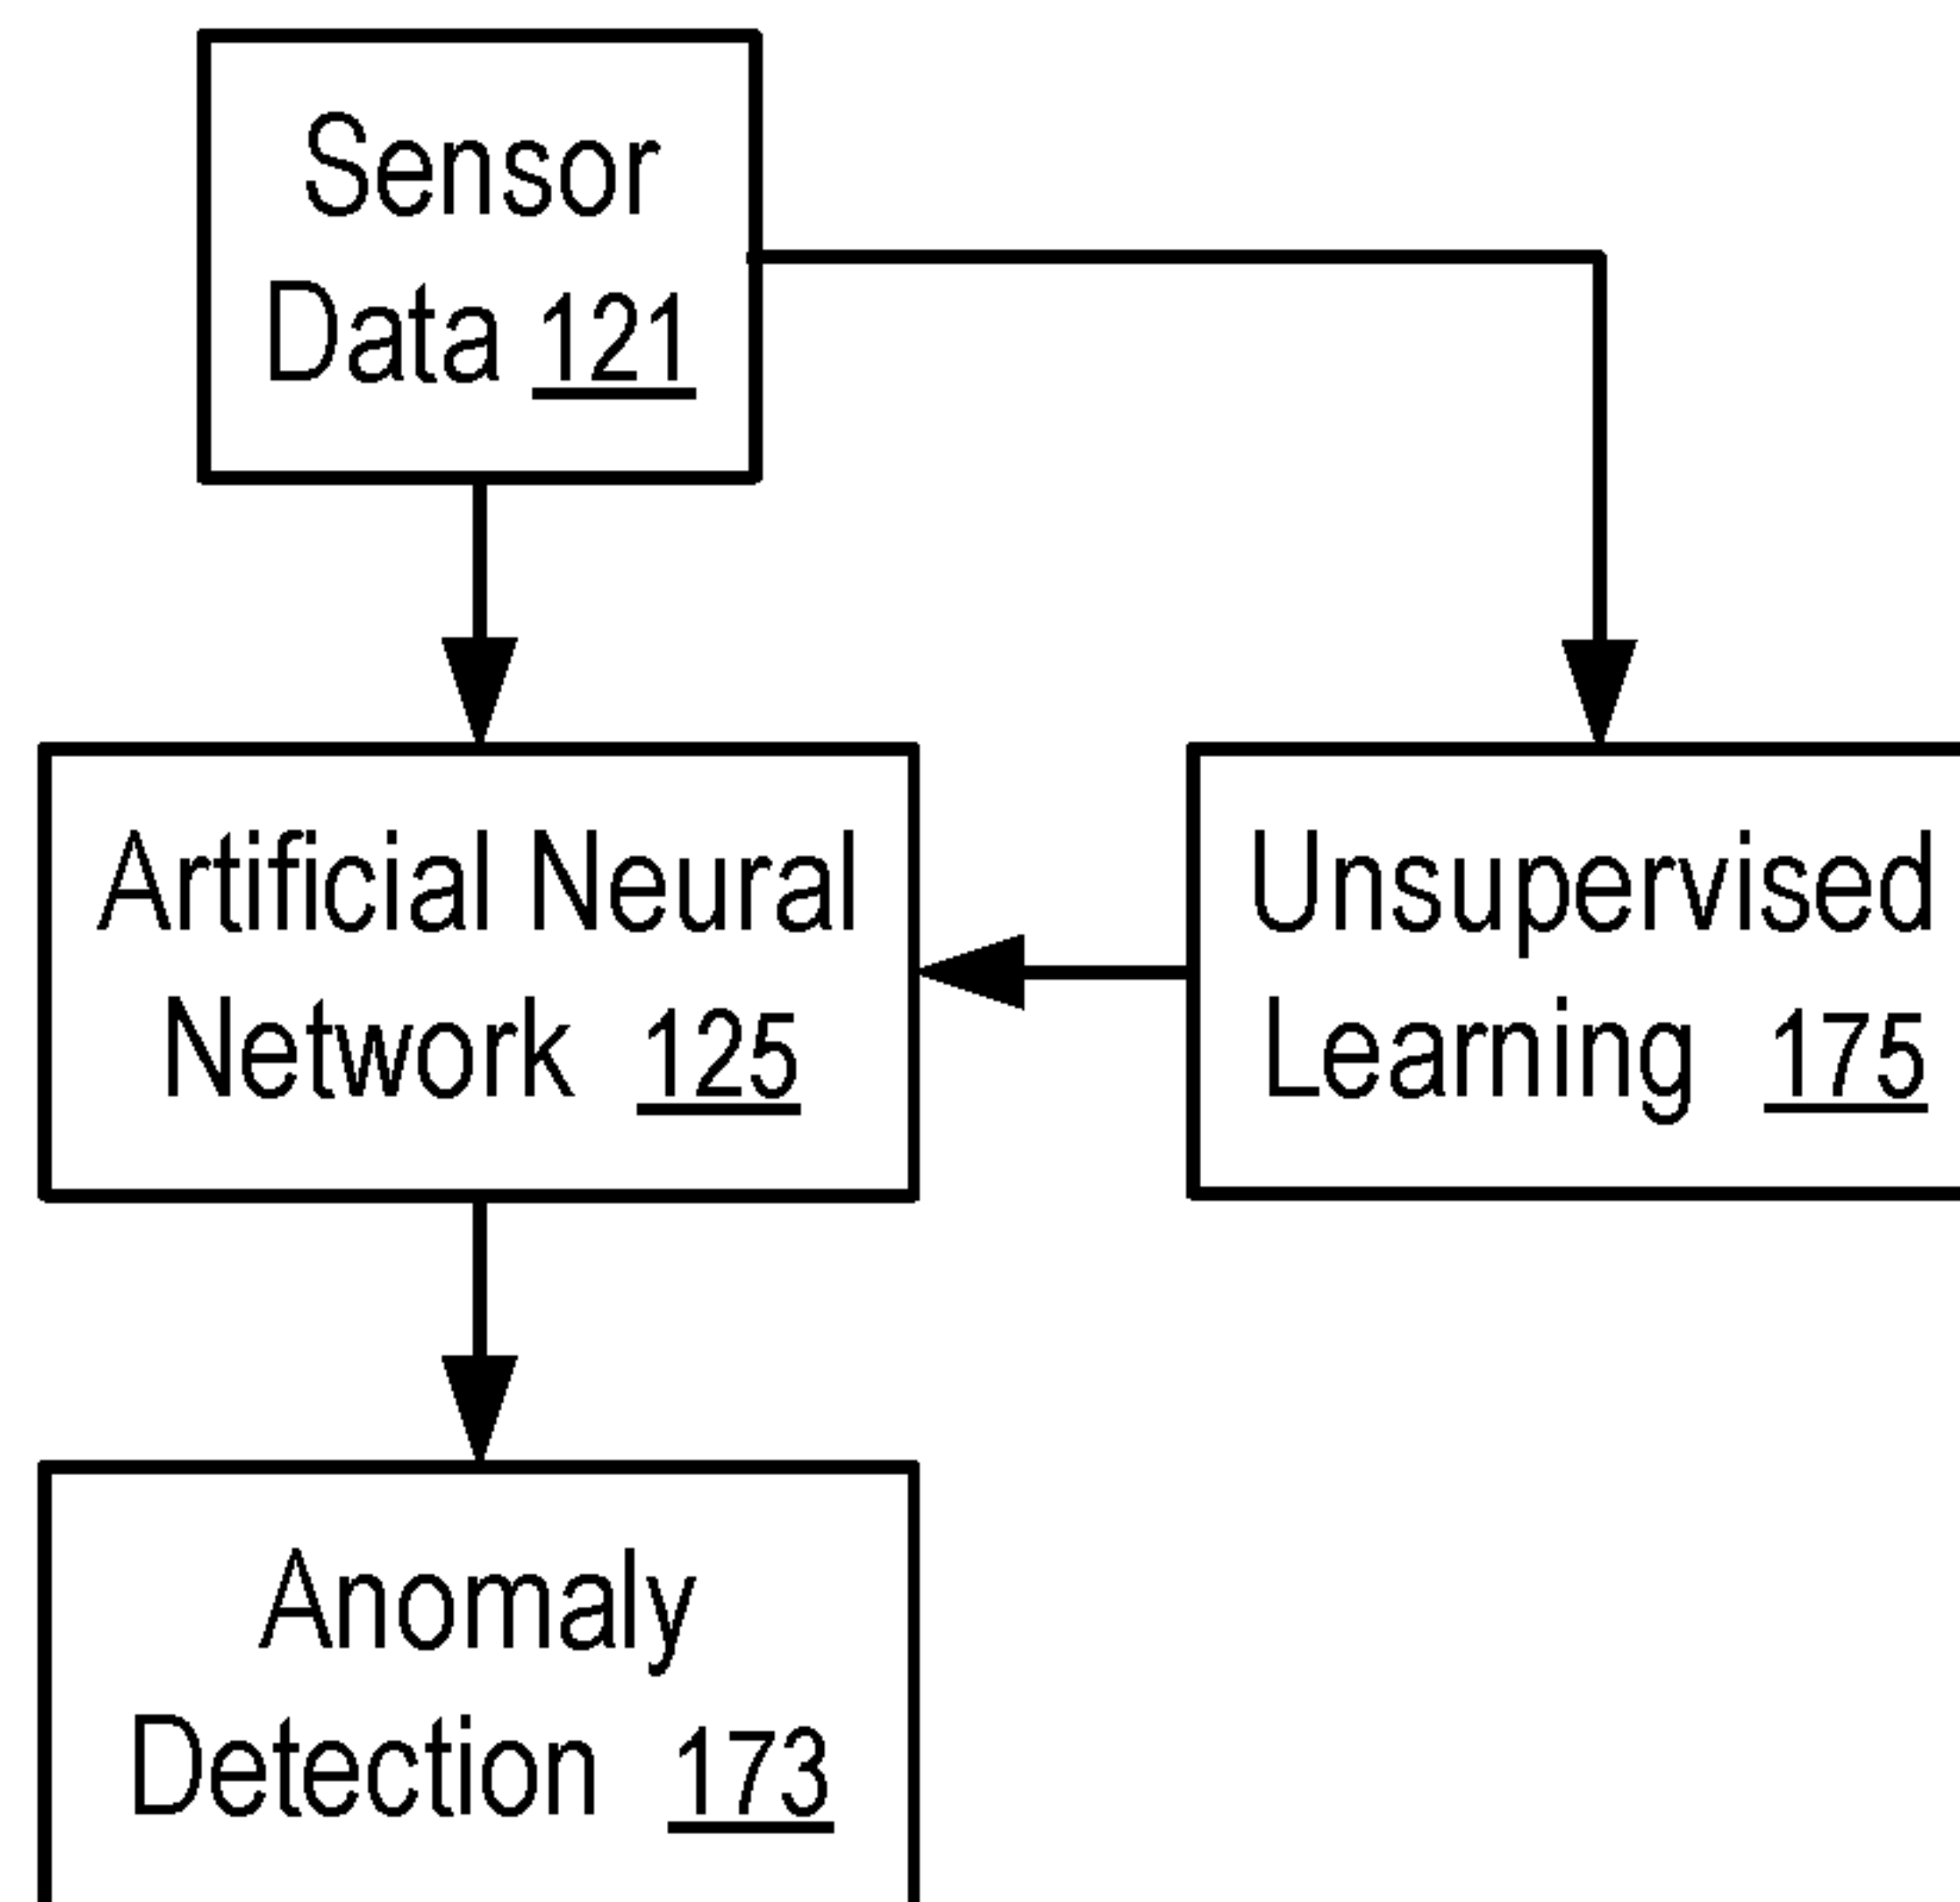 Sensor
Data 121
Artificial Neural
Network 125
Unsupervised
Learning 175
Anomaly
Detection 173